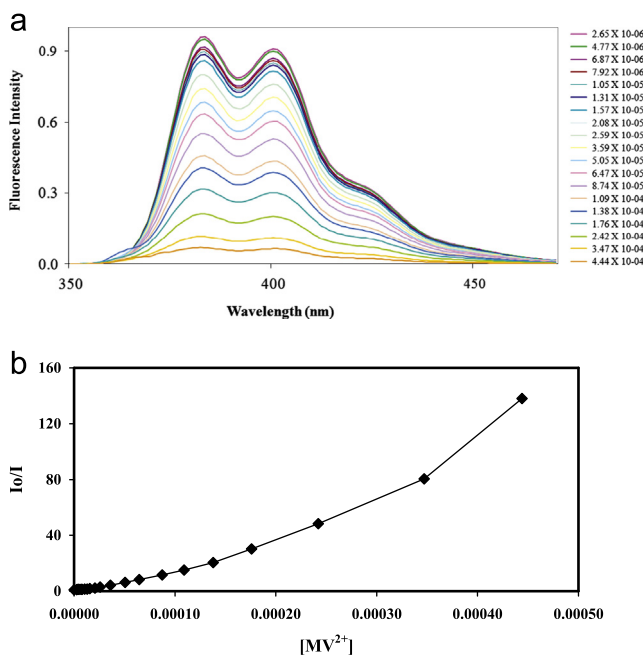 a
0.9
0.6
0.3
0.0
Fluorescence Intensity
350
400
450
Wavelength (nm)
2.65 X 10-06
4.77 X 10-06
6.87 X 10-06
7.92 X 10-06
1.05 X 10-05
1.31 X 10-05
1.57 X 10-05
2.08 X 10-05
2.59 X 10-05
3.59 X 10-05
5.05 X 10-05
6.47 X 10-05
8.74 X 10-05
1.09 X 10-04
1.38 X 10-04
1.76 X 10-04
2.42 X 10-04
3.47 X 10-04
4.44 X 10-04
b
160
120
80
40
0
Io/I
0.00000
0.00010
0.00020
0.00030
0.00040
0.00050
[MV²⁺]